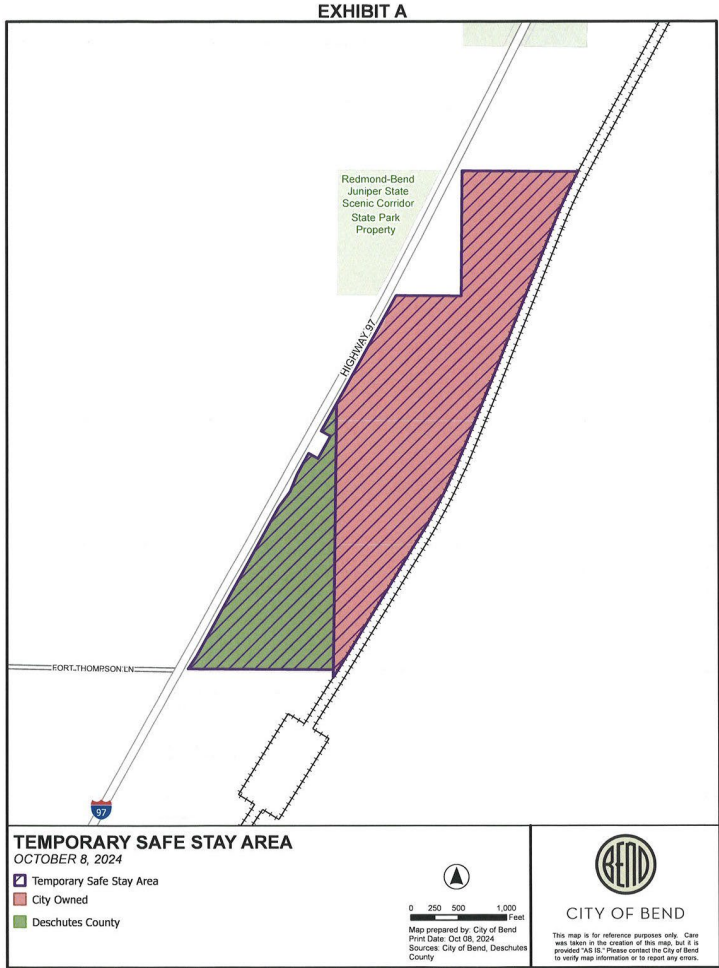 EXHIBIT A
Redmond-Bend
Juniper State
Scenic Corridor
State Park
Property
HIGHWAY 97
FORT THOMPSON LN
97
TEMPORARY SAFE STAY AREA
OCTOBER 8, 2024
Temporary Safe Stay Area
City Owned
Deschutes County
0 250 500 1,000
Feet
Map prepared by: City of Bend
Print Date: Oct 08, 2024
Sources: City of Bend, Deschutes
County
BEND
CITY OF BEND
This map is for reference purposes only. Care
was taken in the creation of this map, but it is
provided "AS IS." Please contact the City of Bend
to verify map information or to report any errors.